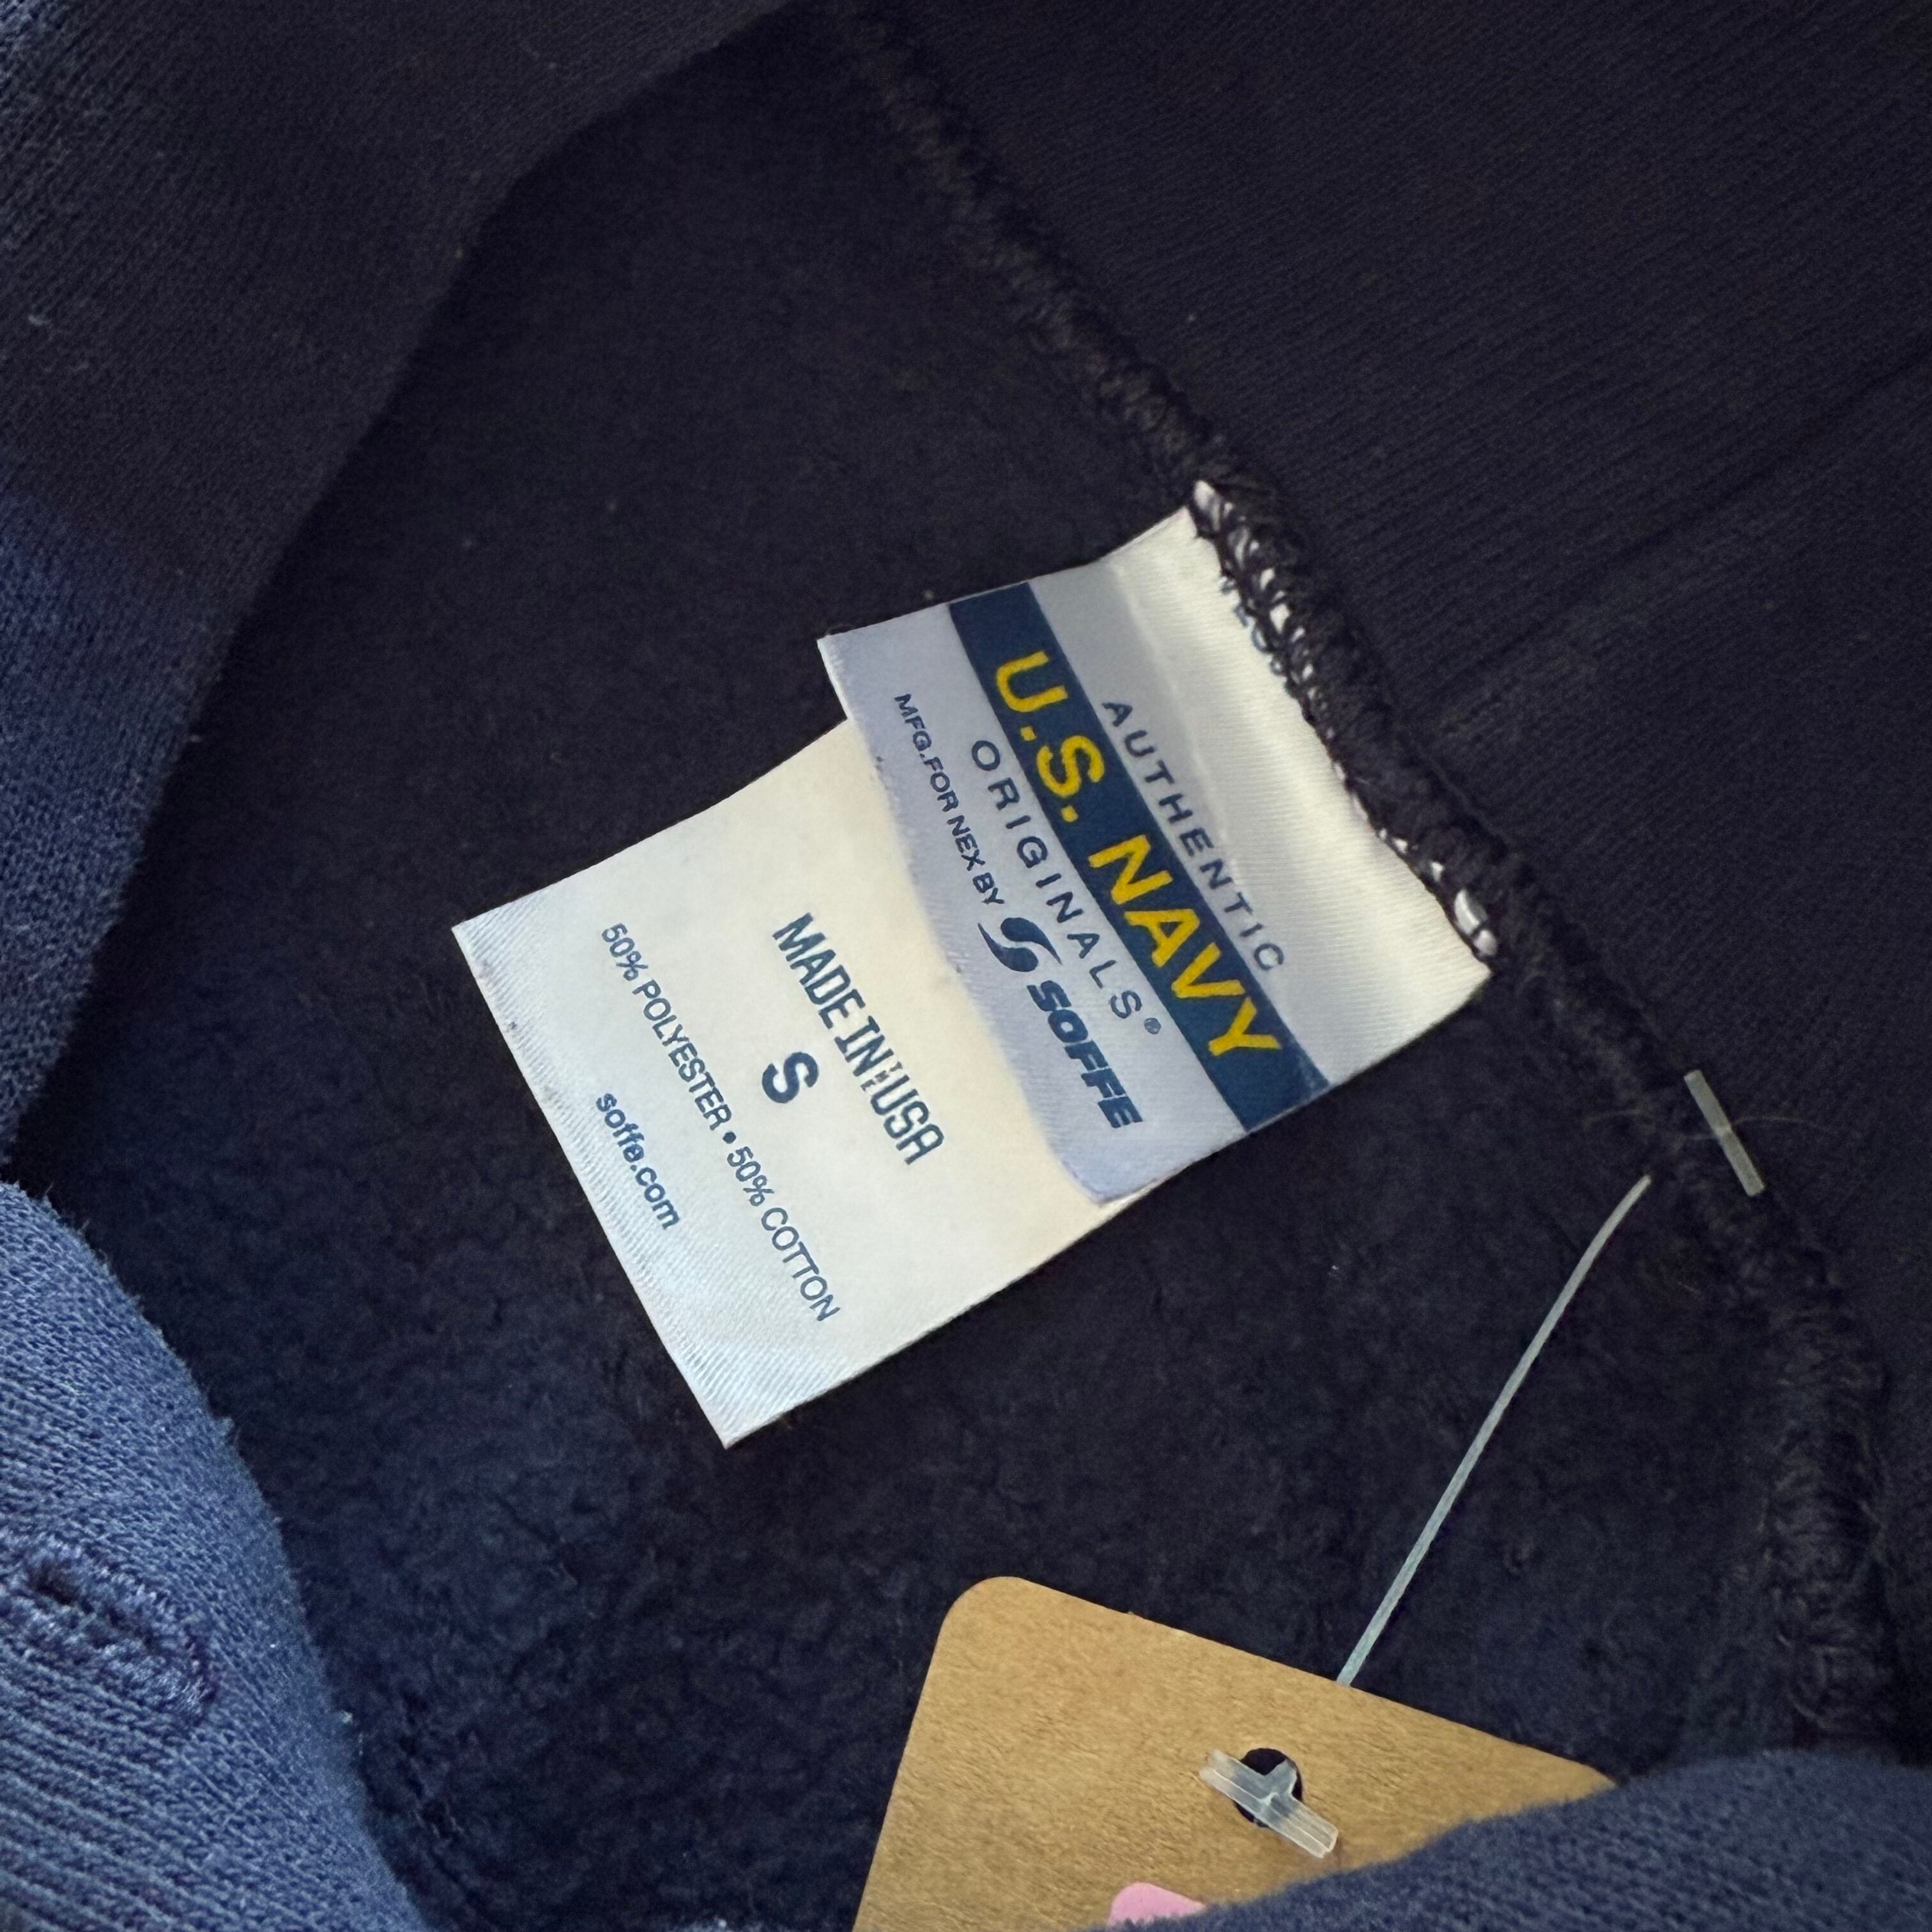 AUTHENTIC
U.S. NAVY
ORIGINALS®
MFG.FOR NEX BY SOFFE
MADE IN USA
S
50% POLYESTER • 50% COTTON
soffe.com